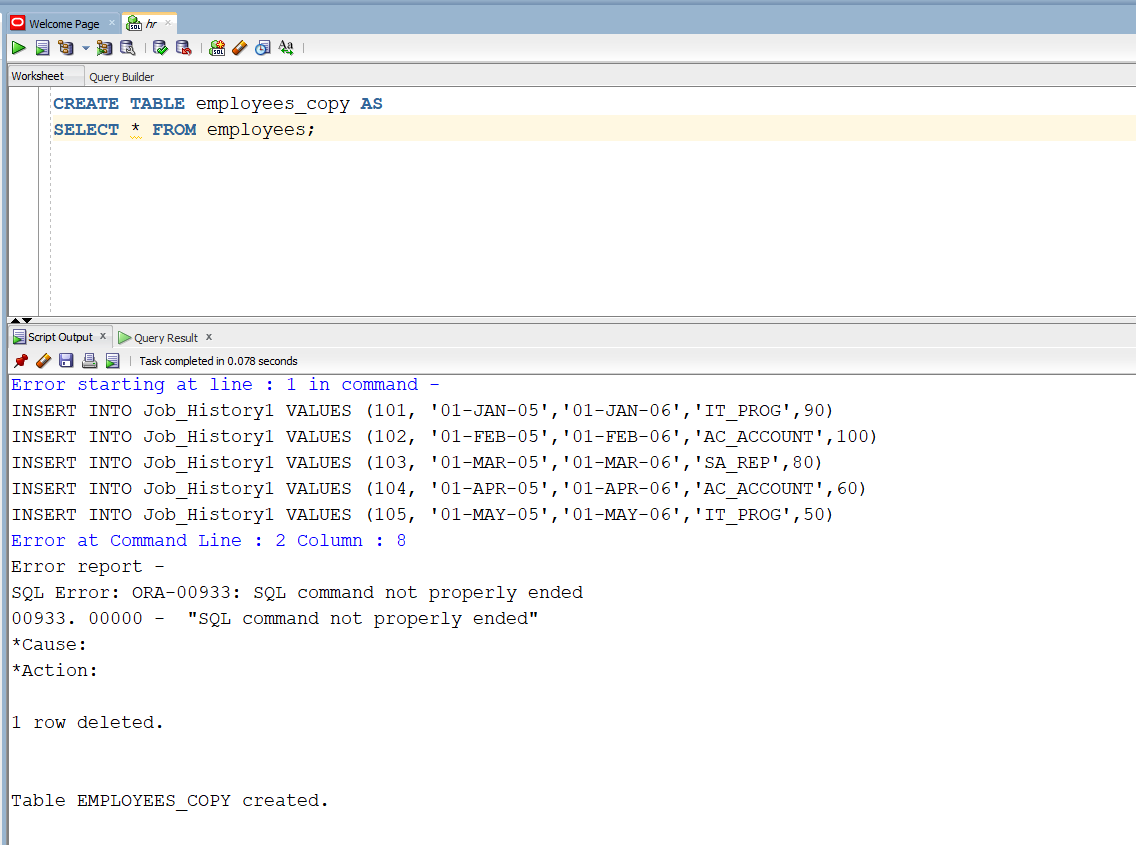 Welcome Page
hr
SQL
SQL
Aa
Worksheet
Query Builder
CREATE TABLE employees_copy AS
SELECT * FROM employees;
Script Output x
Query Result x
Task completed in 0.078 seconds
Error starting at line : 1 in command -
INSERT INTO Job_History1 VALUES (101, '01-JAN-05','01-JAN-06','IT_PROG',90)
INSERT INTO Job_History1 VALUES (102, '01-FEB-05','01-FEB-06','AC_ACCOUNT',100)
INSERT INTO Job_History1 VALUES (103, '01-MAR-05','01-MAR-06','SA_REP',80)
INSERT INTO Job_History1 VALUES (104, '01-APR-05','01-APR-06','AC_ACCOUNT',60)
INSERT INTO Job_History1 VALUES (105, '01-MAY-05','01-MAY-06','IT_PROG',50)
Error at Command Line : 2 Column : 8
Error report -
SQL Error: ORA-00933: SQL command not properly ended
00933. 00000 -  "SQL command not properly ended"
*Cause:
*Action:
1 row deleted.
Table EMPLOYEES_COPY created.